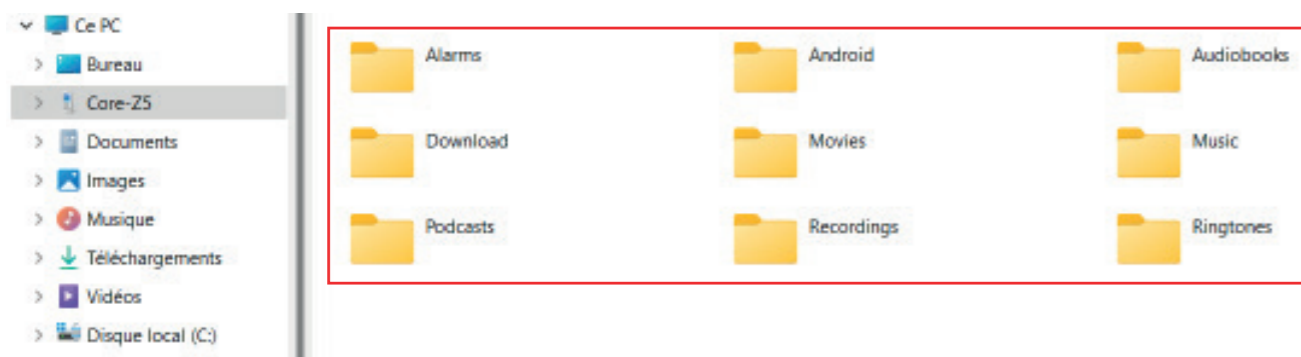 Ce PC
Bureau
Core-Z5
Documents
Images
Musique
Téléchargements
Vidéos
Disque local (C:)
Alarms
Android
Audiobooks
Download
Movies
Music
Podcasts
Recordings
Ringtones